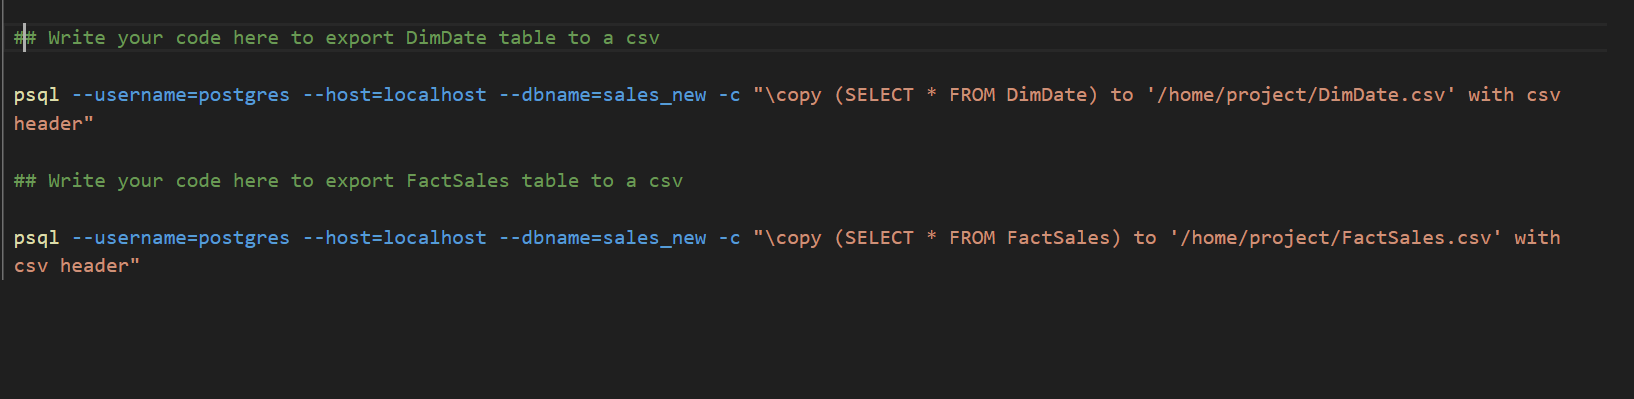 ## Write your code here to export DimDate table to a csv
psql --username=postgres --host=localhost --dbname=sales_new -c "\copy (SELECT * FROM DimDate) to '/home/project/DimDate.csv' with csv
header"
## Write your code here to export FactSales table to a csv
psql --username=postgres --host=localhost --dbname=sales_new -c "\copy (SELECT * FROM FactSales) to '/home/project/FactSales.csv' with
csv header"